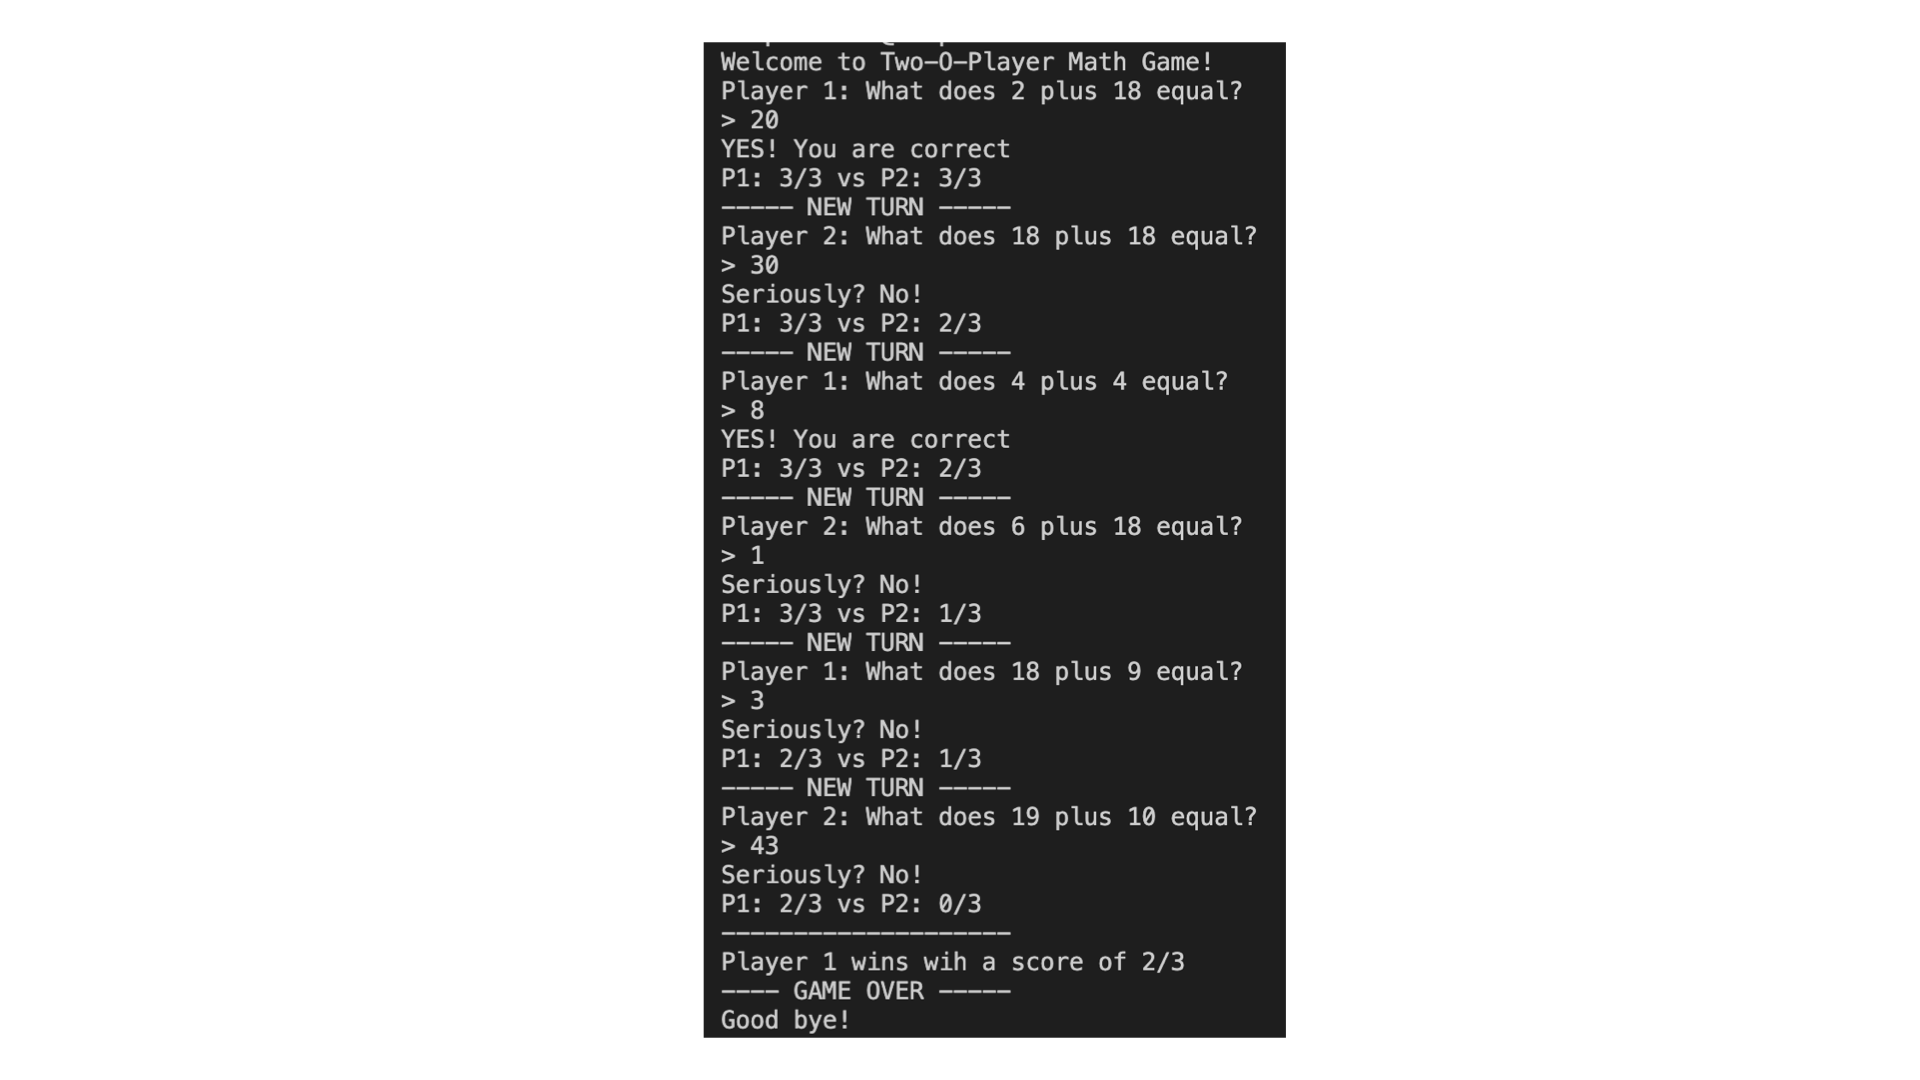 Welcome to Two-O-Player Math Game!
Player 1: What does 2 plus 18 equal?
> 20
YES! You are correct
P1: 3/3 vs P2: 3/3
----- NEW TURN -----
Player 2: What does 18 plus 18 equal?
> 30
Seriously? No!
P1: 3/3 vs P2: 2/3
----- NEW TURN -----
Player 1: What does 4 plus 4 equal?
> 8
YES! You are correct
P1: 3/3 vs P2: 2/3
----- NEW TURN -----
Player 2: What does 6 plus 18 equal?
> 1
Seriously? No!
P1: 3/3 vs P2: 1/3
----- NEW TURN -----
Player 1: What does 18 plus 9 equal?
> 3
Seriously? No!
P1: 2/3 vs P2: 1/3
----- NEW TURN -----
Player 2: What does 19 plus 10 equal?
> 43
Seriously? No!
P1: 2/3 vs P2: 0/3
--------------------
Player 1 wins wih a score of 2/3
---- GAME OVER -----
Good bye!